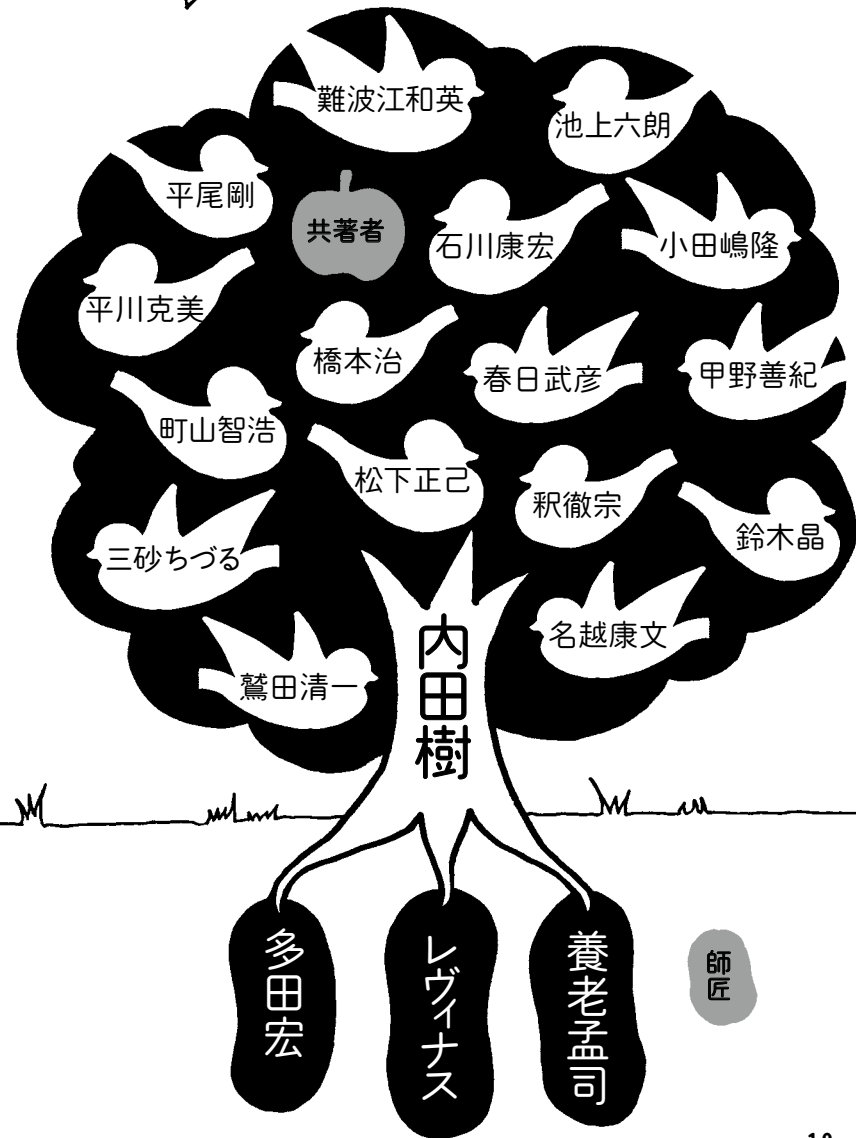 難波江和英
池上六朗
平尾剛
共著者
石川康宏
小田嶋隆
平川克美
橋本治
春日武彦
甲野善紀
町山智浩
松下正己
釈徹宗
鈴木晶
三砂ちづる
名越康文
鷲田清一
内田樹
多田宏
レヴィナス
養老孟司
師匠